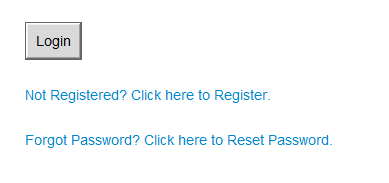 Login
Not Registered? Click here to Register.
Forgot Password? Click here to Reset Password.